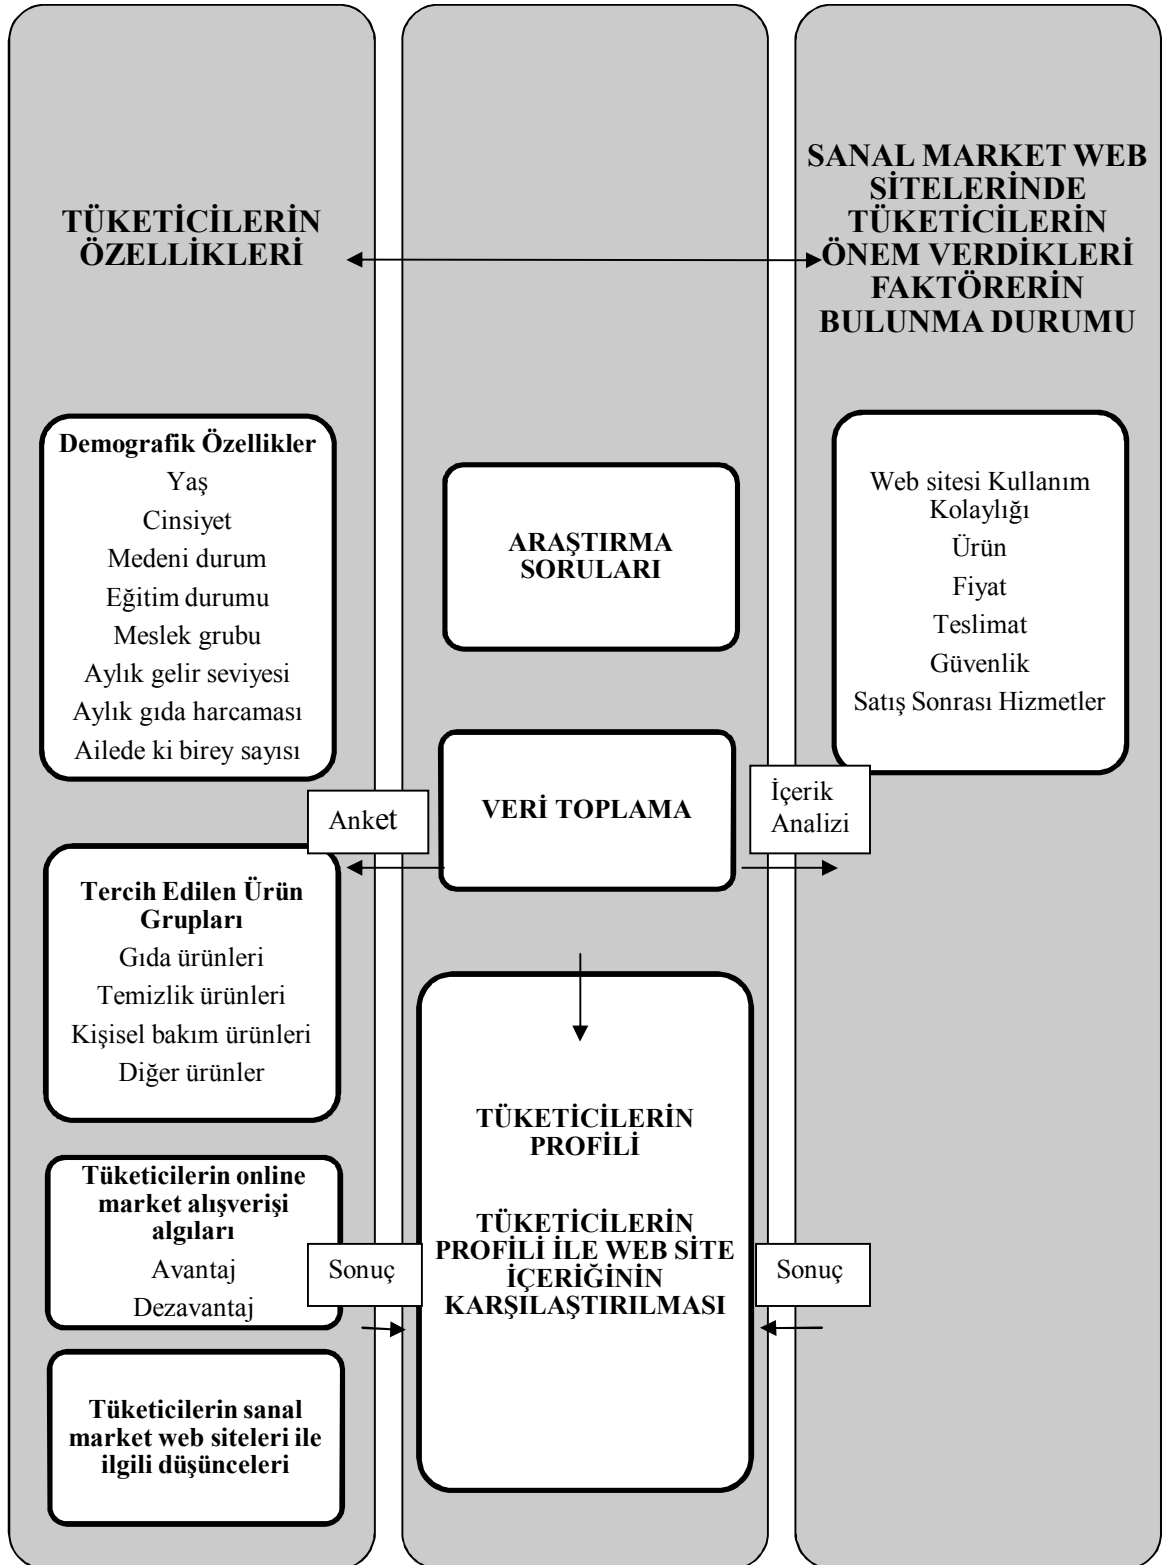 TÜKETİCİLERİN
ÖZELLİKLERİ
Demografik Özellikler
Yaş
Cinsiyet
Medeni durum
Eğitim durumu
Meslek grubu
Aylık gelir seviyesi
Aylık gıda harcaması
Ailede ki birey sayısı
Tercih Edilen Ürün
Grupları
Gıda ürünleri
Temizlik ürünleri
Kişisel bakım ürünleri
Diğer ürünler
Tüketicilerin online
market alışverişi
algıları
Avantaj
Dezavantaj
Tüketicilerin sanal
market web siteleri ile
ilgili düşünceleri
Anket
Sonuç
ARAŞTIRMA
SORULARI
VERİ TOPLAMA
TÜKETİCİLERİN
PROFİLİ
TÜKETİCİLERİN
PROFİLİ İLE WEB SİTE
İÇERİĞİNİN
KARŞILAŞTIRILMASI
İçerik
Analizi
Sonuç
SANAL MARKET WEB
SİTELERİNDE
TÜKETİCİLERİN
ÖNEM VERDİKLERİ
FAKTÖRERİN
BULUNMA DURUMU
Web sitesi Kullanım
Kolaylığı
Ürün
Fiyat
Teslimat
Güvenlik
Satış Sonrası Hizmetler